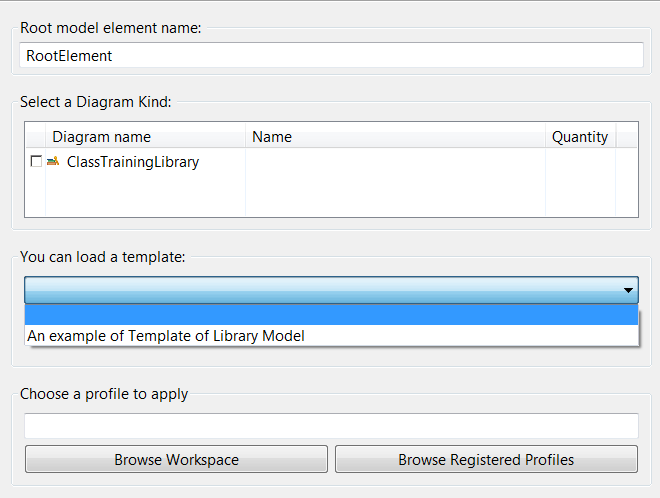 Root model element name:
RootElement
Select a Diagram Kind:
Diagram name Name Quantity
ClassTrainingLibrary
You can load a template:
An example of Template of Library Model
Choose a profile to apply
Browse Workspace Browse Registered Profiles